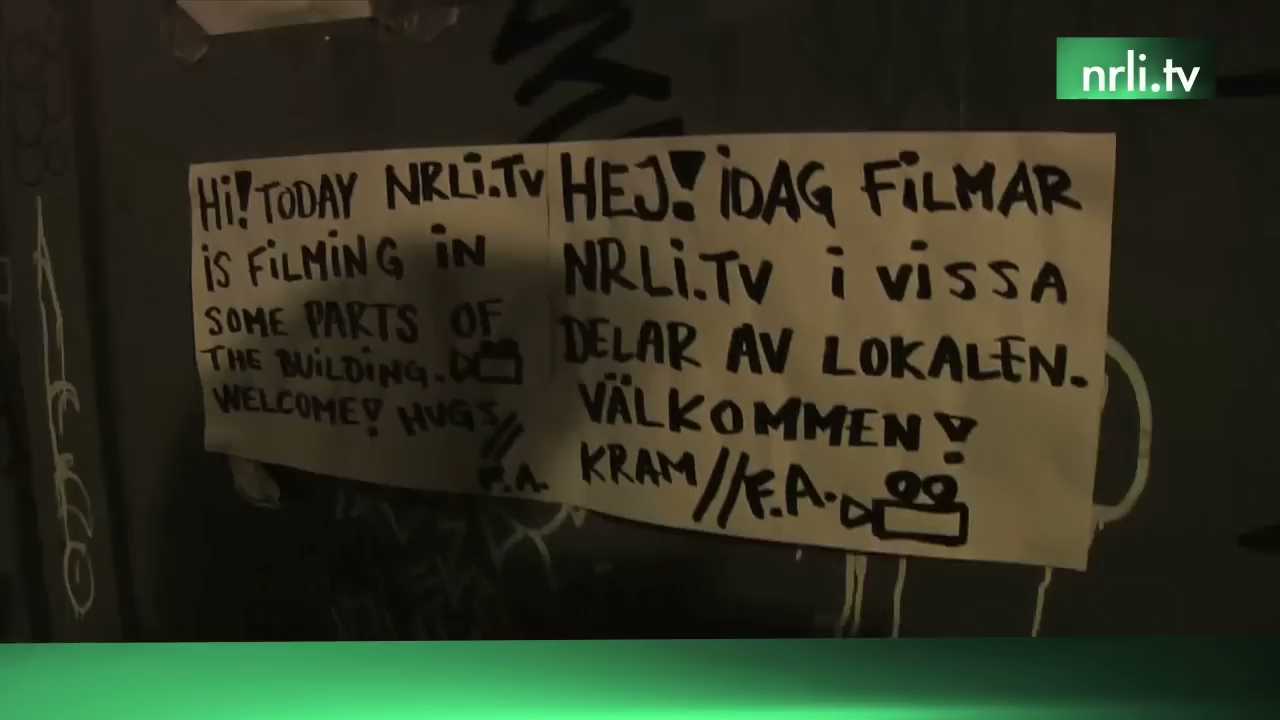 nrli.tv
Hi! TODAY NRLi.TV
iS FiLMiNG iN
SOME PARTS OF
THE BUiLDiNG.
WELCOME! HUGS//
F.A.
HEJ! iDAG FiLMAR
NRLi.TV i ViSSA
DELAR AV LOKALEN.
VÄLKOMMEN!
KRAM//F.A.